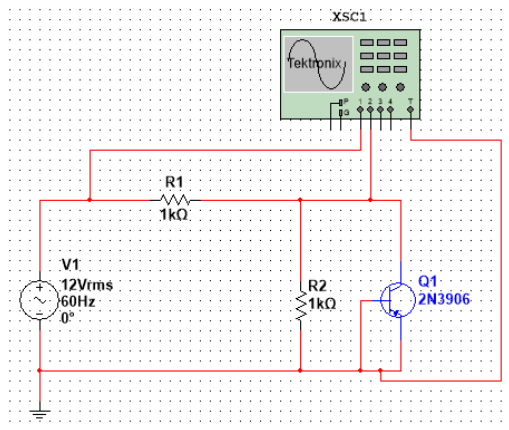 XSC1
Tektronix
P
G
1 2 3 4 T
R1
1kΩ
V1
12Vrms
60Hz
0°
R2
1kΩ
Q1
2N3906